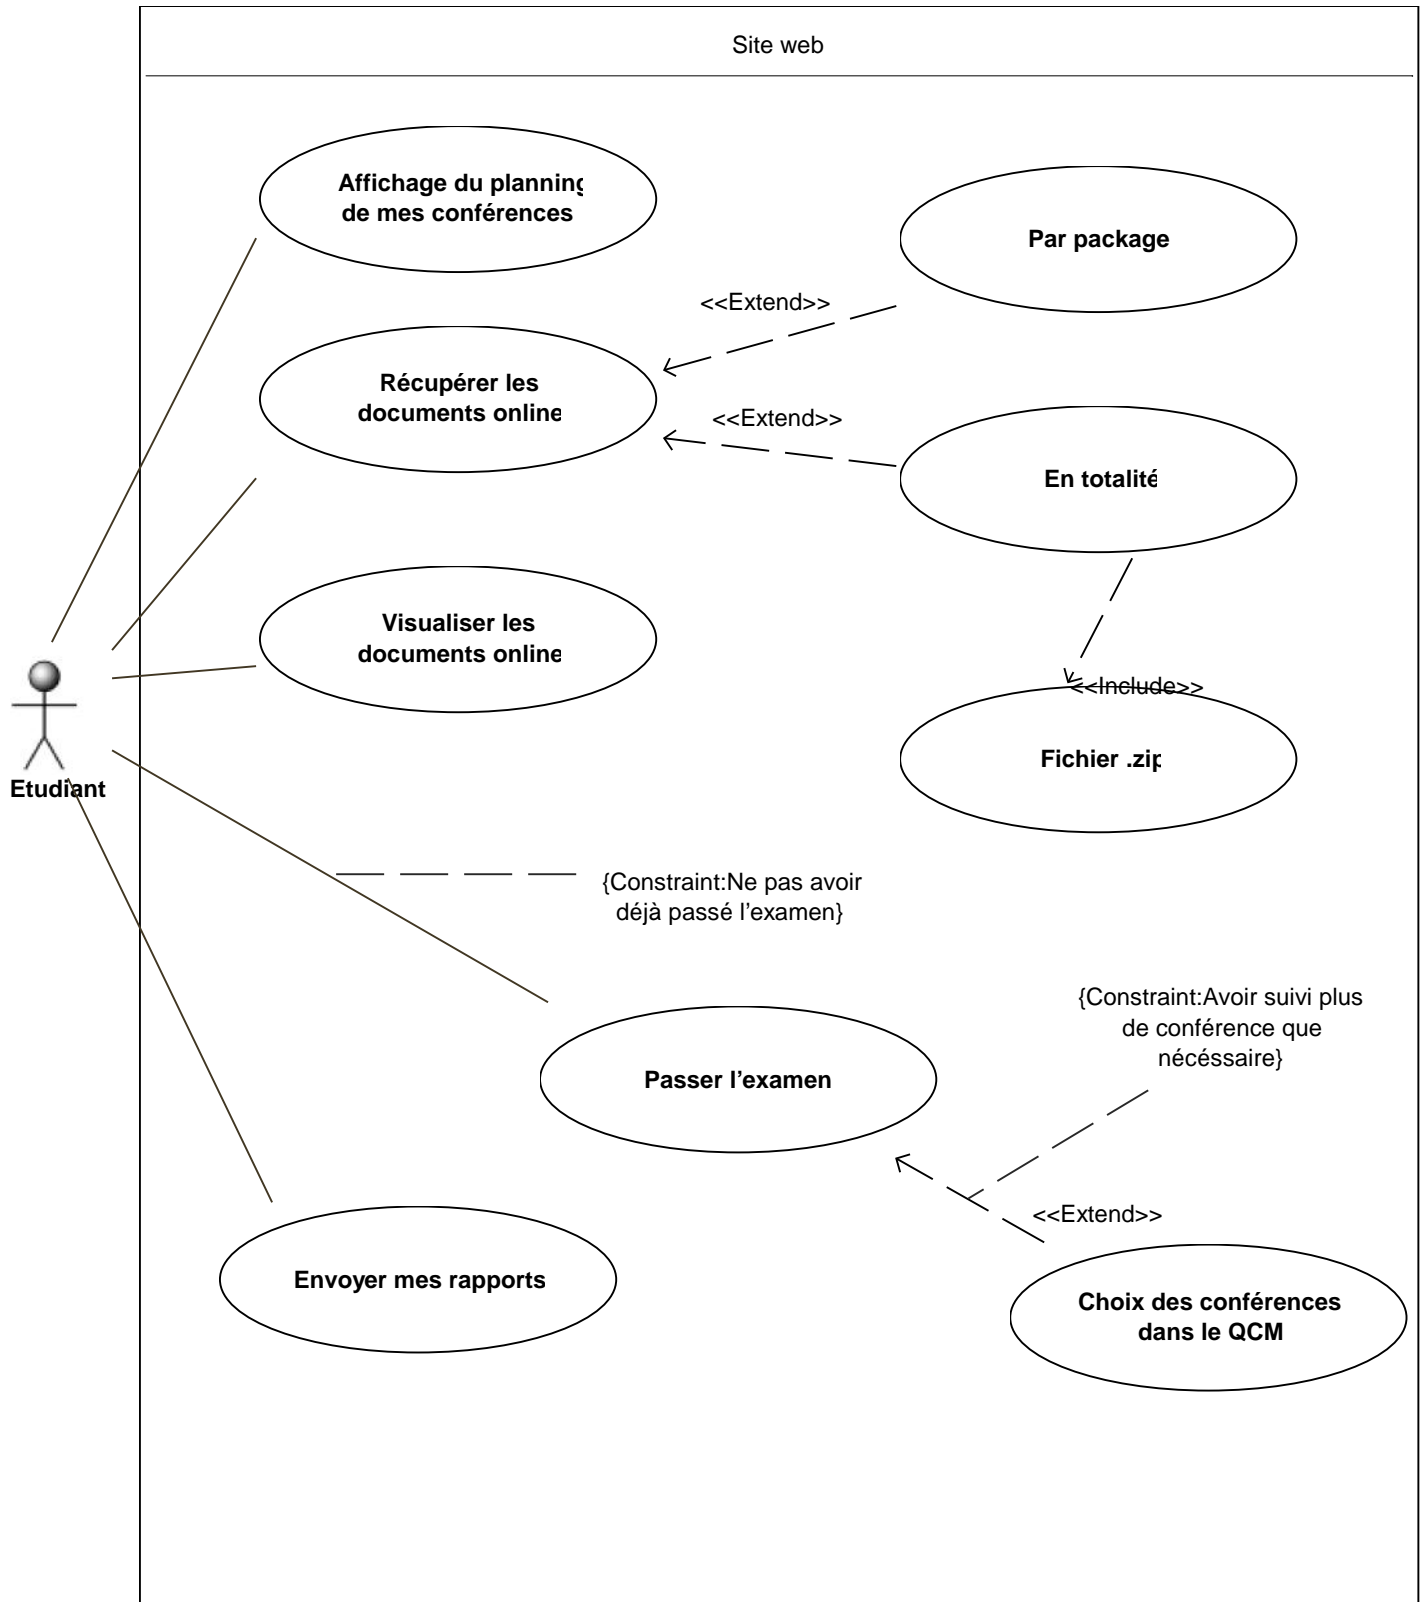 Site web
Affichage du planning
de mes conférences
Par package
<<Extend>>
Récupérer les
documents online
<<Extend>>
En totalité
Visualiser les
documents online
<<Include>>
Fichier .zip
Etudiant
{Constraint:Ne pas avoir
déjà passé l'examen}
{Constraint:Avoir suivi plus
de conférence que
nécéssaire}
Passer l'examen
<<Extend>>
Envoyer mes rapports
Choix des conférences
dans le QCM